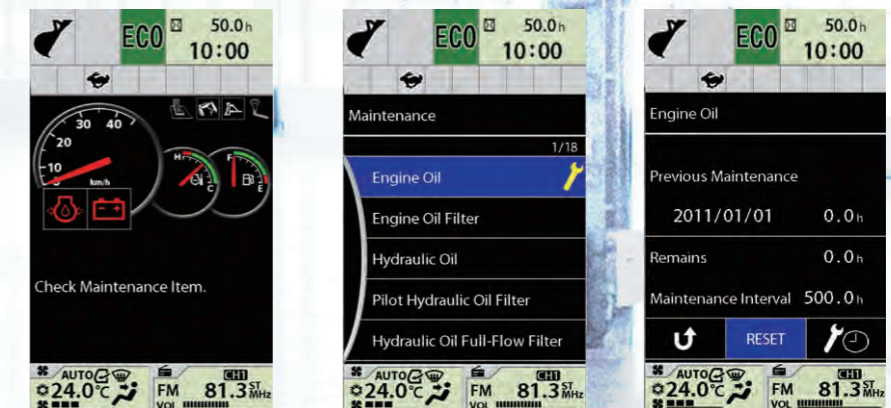 ECO 50.0h
10:00
10 20 30 40
km/h
H C
F E
Check Maintenance Item.
AUTO
24.0°C FM 81.3 ST MHz
CH1
VOL
ECO 50.0h
10:00
Maintenance
1/18
Engine Oil
Engine Oil Filter
Hydraulic Oil
Pilot Hydraulic Oil Filter
Hydraulic Oil Full-Flow Filter
AUTO
24.0°C FM 81.3 ST MHz
CH1
VOL
ECO 50.0h
10:00
Engine Oil
Previous Maintenance
2011/01/01 0.0h
Remains 0.0h
Maintenance Interval 500.0h
RESET
AUTO
24.0°C FM 81.3 ST MHz
CH1
VOL